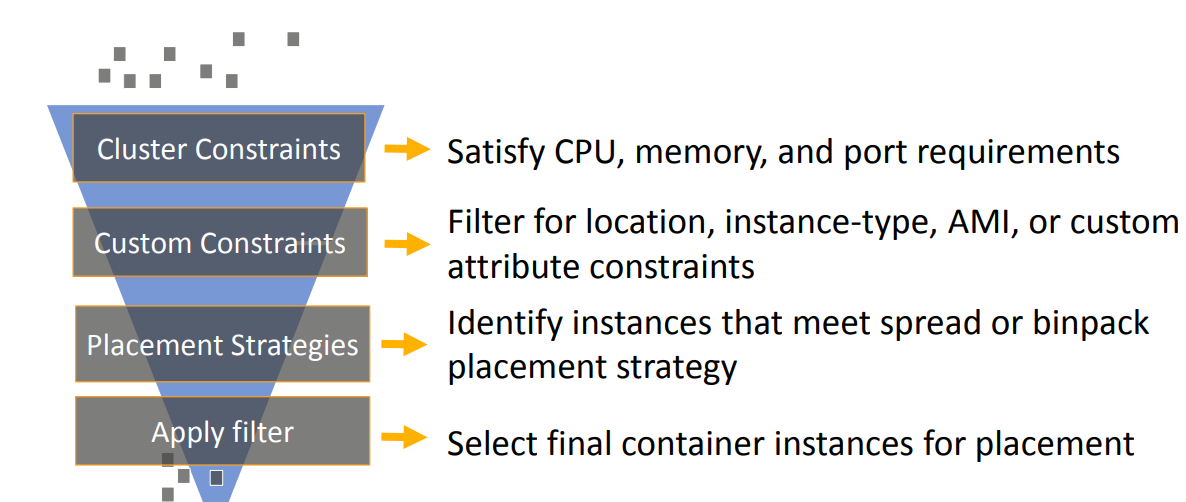 Cluster Constraints
Satisfy CPU, memory, and port requirements
Custom Constraints
Filter for location, instance-type, AMI, or custom
attribute constraints
Placement Strategies
Identify instances that meet spread or binpack
placement strategy
Apply filter
Select final container instances for placement